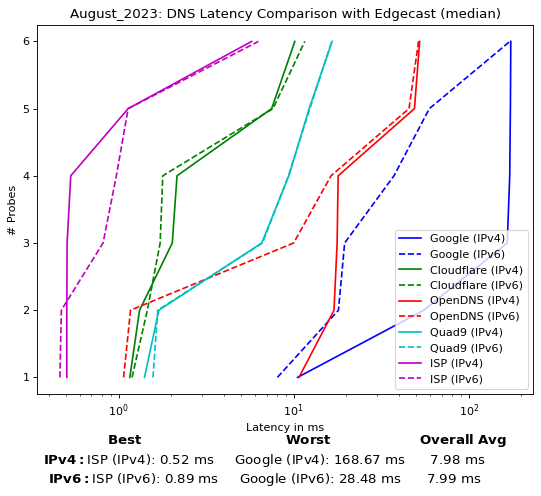 August_2023: DNS Latency Comparison with Edgecast (median)
6
5
4
3
2
1
# Probes
Google (IPv4)
Google (IPv6)
Cloudflare (IPv4)
Cloudflare (IPv6)
OpenDNS (IPv4)
OpenDNS (IPv6)
Quad9 (IPv4)
Quad9 (IPv6)
ISP (IPv4)
ISP (IPv6)
10⁰ 10¹ 10²
Latency in ms
Best Worst Overall Avg
IPv4: ISP (IPv4): 0.52 ms Google (IPv4): 168.67 ms 7.98 ms
IPv6: ISP (IPv6): 0.89 ms Google (IPv6): 28.48 ms 7.99 ms